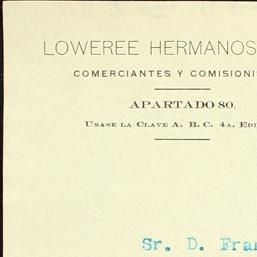 LOWEREE HERMANOS
COMERCIANTES Y COMISIONI
APARTADO 80.
USASE LA CLAVE A. B. C. 4A. EDI
Sr. D. Fran